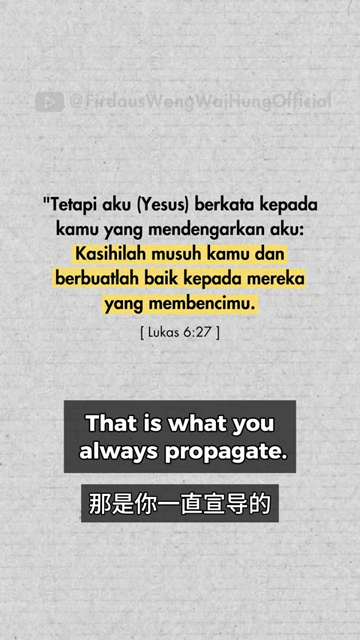 @FirdausWongWaiHungOfficial
"Tetapi aku (Yesus) berkata kepada
kamu yang mendengarkan aku:
Kasihilah musuh kamu dan
berbuatlah baik kepada mereka
yang membencimu.
[ Lukas 6:27 ]
That is what you
always propagate.
那是你一直宣导的